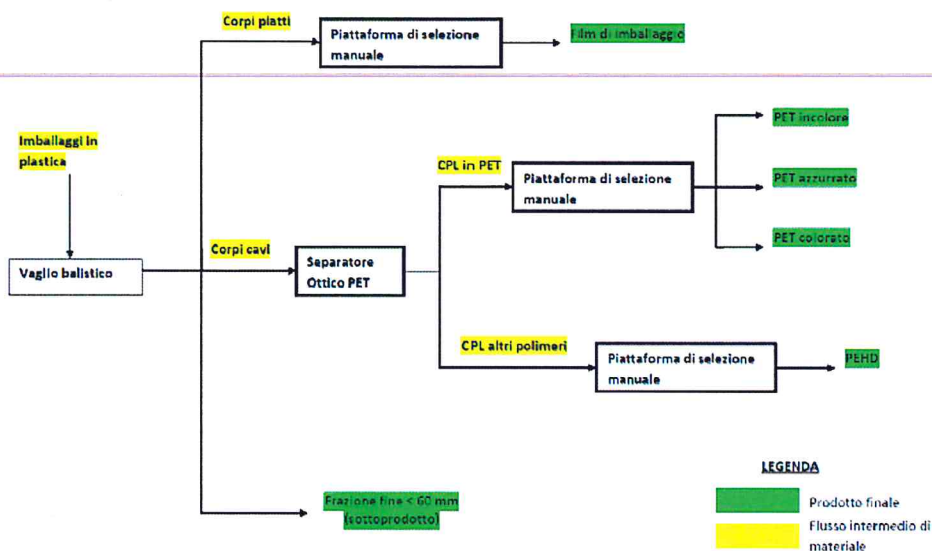 Corpi piatti
Piattaforma di selezione
manuale
Film di imballaggio
Imballaggi in
plastica
PET incolore
CPL in PET
Piattaforma di selezione
manuale
PET azzurrato
Corpi cavi
PET colorato
Vaglio balistico
Separatore
Ottico PET
CPL altri polimeri
Piattaforma di selezione
manuale
PEHD
LEGENDA
Frazione fine < 60 mm
(sottoprodotto)
Prodotto finale
Flusso intermedio di
materiale